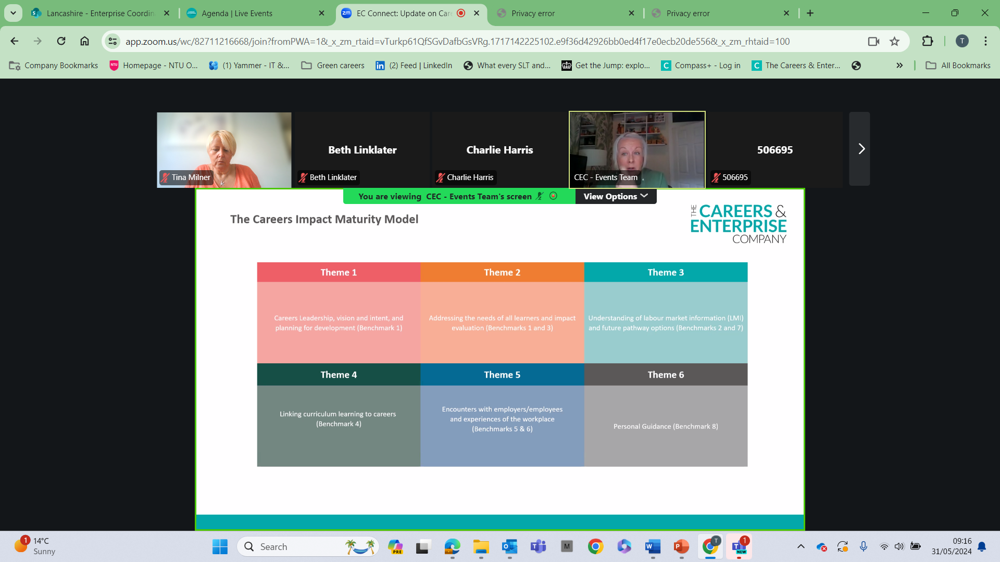 Lancashire - Enterprise Coordin
Agenda | Live Events
zm EC Connect: Update on Car
Privacy error
Privacy error
app.zoom.us/wc/82711216668/join?fromPWA=1&_x_zm_rtaid=vTurkp61QfSGvDafbGsVRg.1717142225102.e9f36d42926bb0ed4f17e0ecb20de556&_x_zm_rhtaid=100
T
Company Bookmarks
NTU Homepage - NTU O...
(1) Yammer - IT &...
Green careers
in (2) Feed | LinkedIn
What every SLT and...
Get the Jump: explo...
C Compass+ - Log in
C The Careers & Enter...
All Bookmarks
Tina Milner
Beth Linklater
Beth Linklater
Charlie Harris
Charlie Harris
CEC - Events Team
506695
506695
You are viewing CEC - Events Team's screen
View Options
The Careers Impact Maturity Model
THE CAREERS &
ENTERPRISE
COMPANY
Theme 1
Careers Leadership, vision and intent, and
planning for development (Benchmark 1)
Theme 2
Addressing the needs of all learners and impact
evaluation (Benchmarks 1 and 3)
Theme 3
Understanding of labour market information (LMI)
and future pathway options (Benchmarks 2 and 7)
Theme 4
Linking curriculum learning to careers
(Benchmark 4)
Theme 5
Encounters with employers/employees
and experiences of the workplace
(Benchmarks 5 & 6)
Theme 6
Personal Guidance (Benchmark 8)
1
14°C
Sunny
Search
PRE
M
W
P
T
1
NEW
09:16
31/05/2024